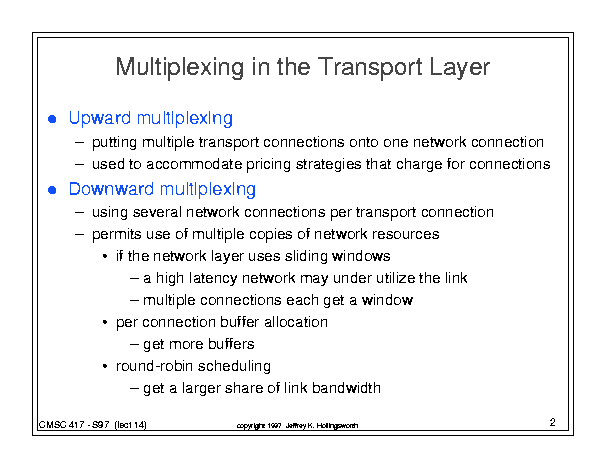 Multiplexing in the Transport Layer
● Upward multiplexing
– putting multiple transport connections onto one network connection
– used to accommodate pricing strategies that charge for connections
● Downward multiplexing
– using several network connections per transport connection
– permits use of multiple copies of network resources
• if the network layer uses sliding windows
– a high latency network may under utilize the link
– multiple connections each get a window
• per connection buffer allocation
– get more buffers
• round-robin scheduling
– get a larger share of link bandwidth
CMSC 417 - S97 (lect 14) copyright 1997 Jeffrey K. Hollingsworth 2